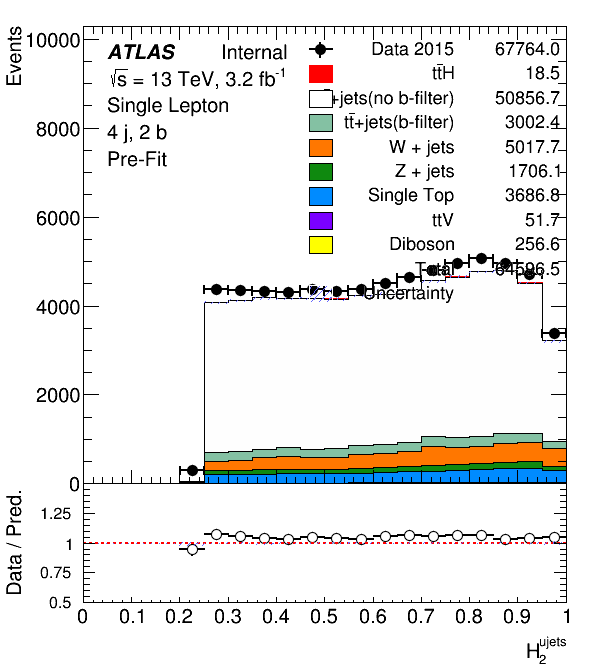 Events
10000
8000
6000
4000
2000
0
ATLAS Internal
√s = 13 TeV, 3.2 fb-1
Single Lepton
4 j, 2 b
Pre-Fit
Data 2015 67764.0
tt̄H 18.5
+jets(no b-filter) 50856.7
tt̄+jets(b-filter) 3002.4
W + jets 5017.7
Z + jets 1706.1
Single Top 3686.8
ttV 51.7
Diboson 256.6
Total 64596.5
Uncertainty
Data / Pred.
1.25
1
0.75
0.5
0 0.1 0.2 0.3 0.4 0.5 0.6 0.7 0.8 0.9 1
H2ujets